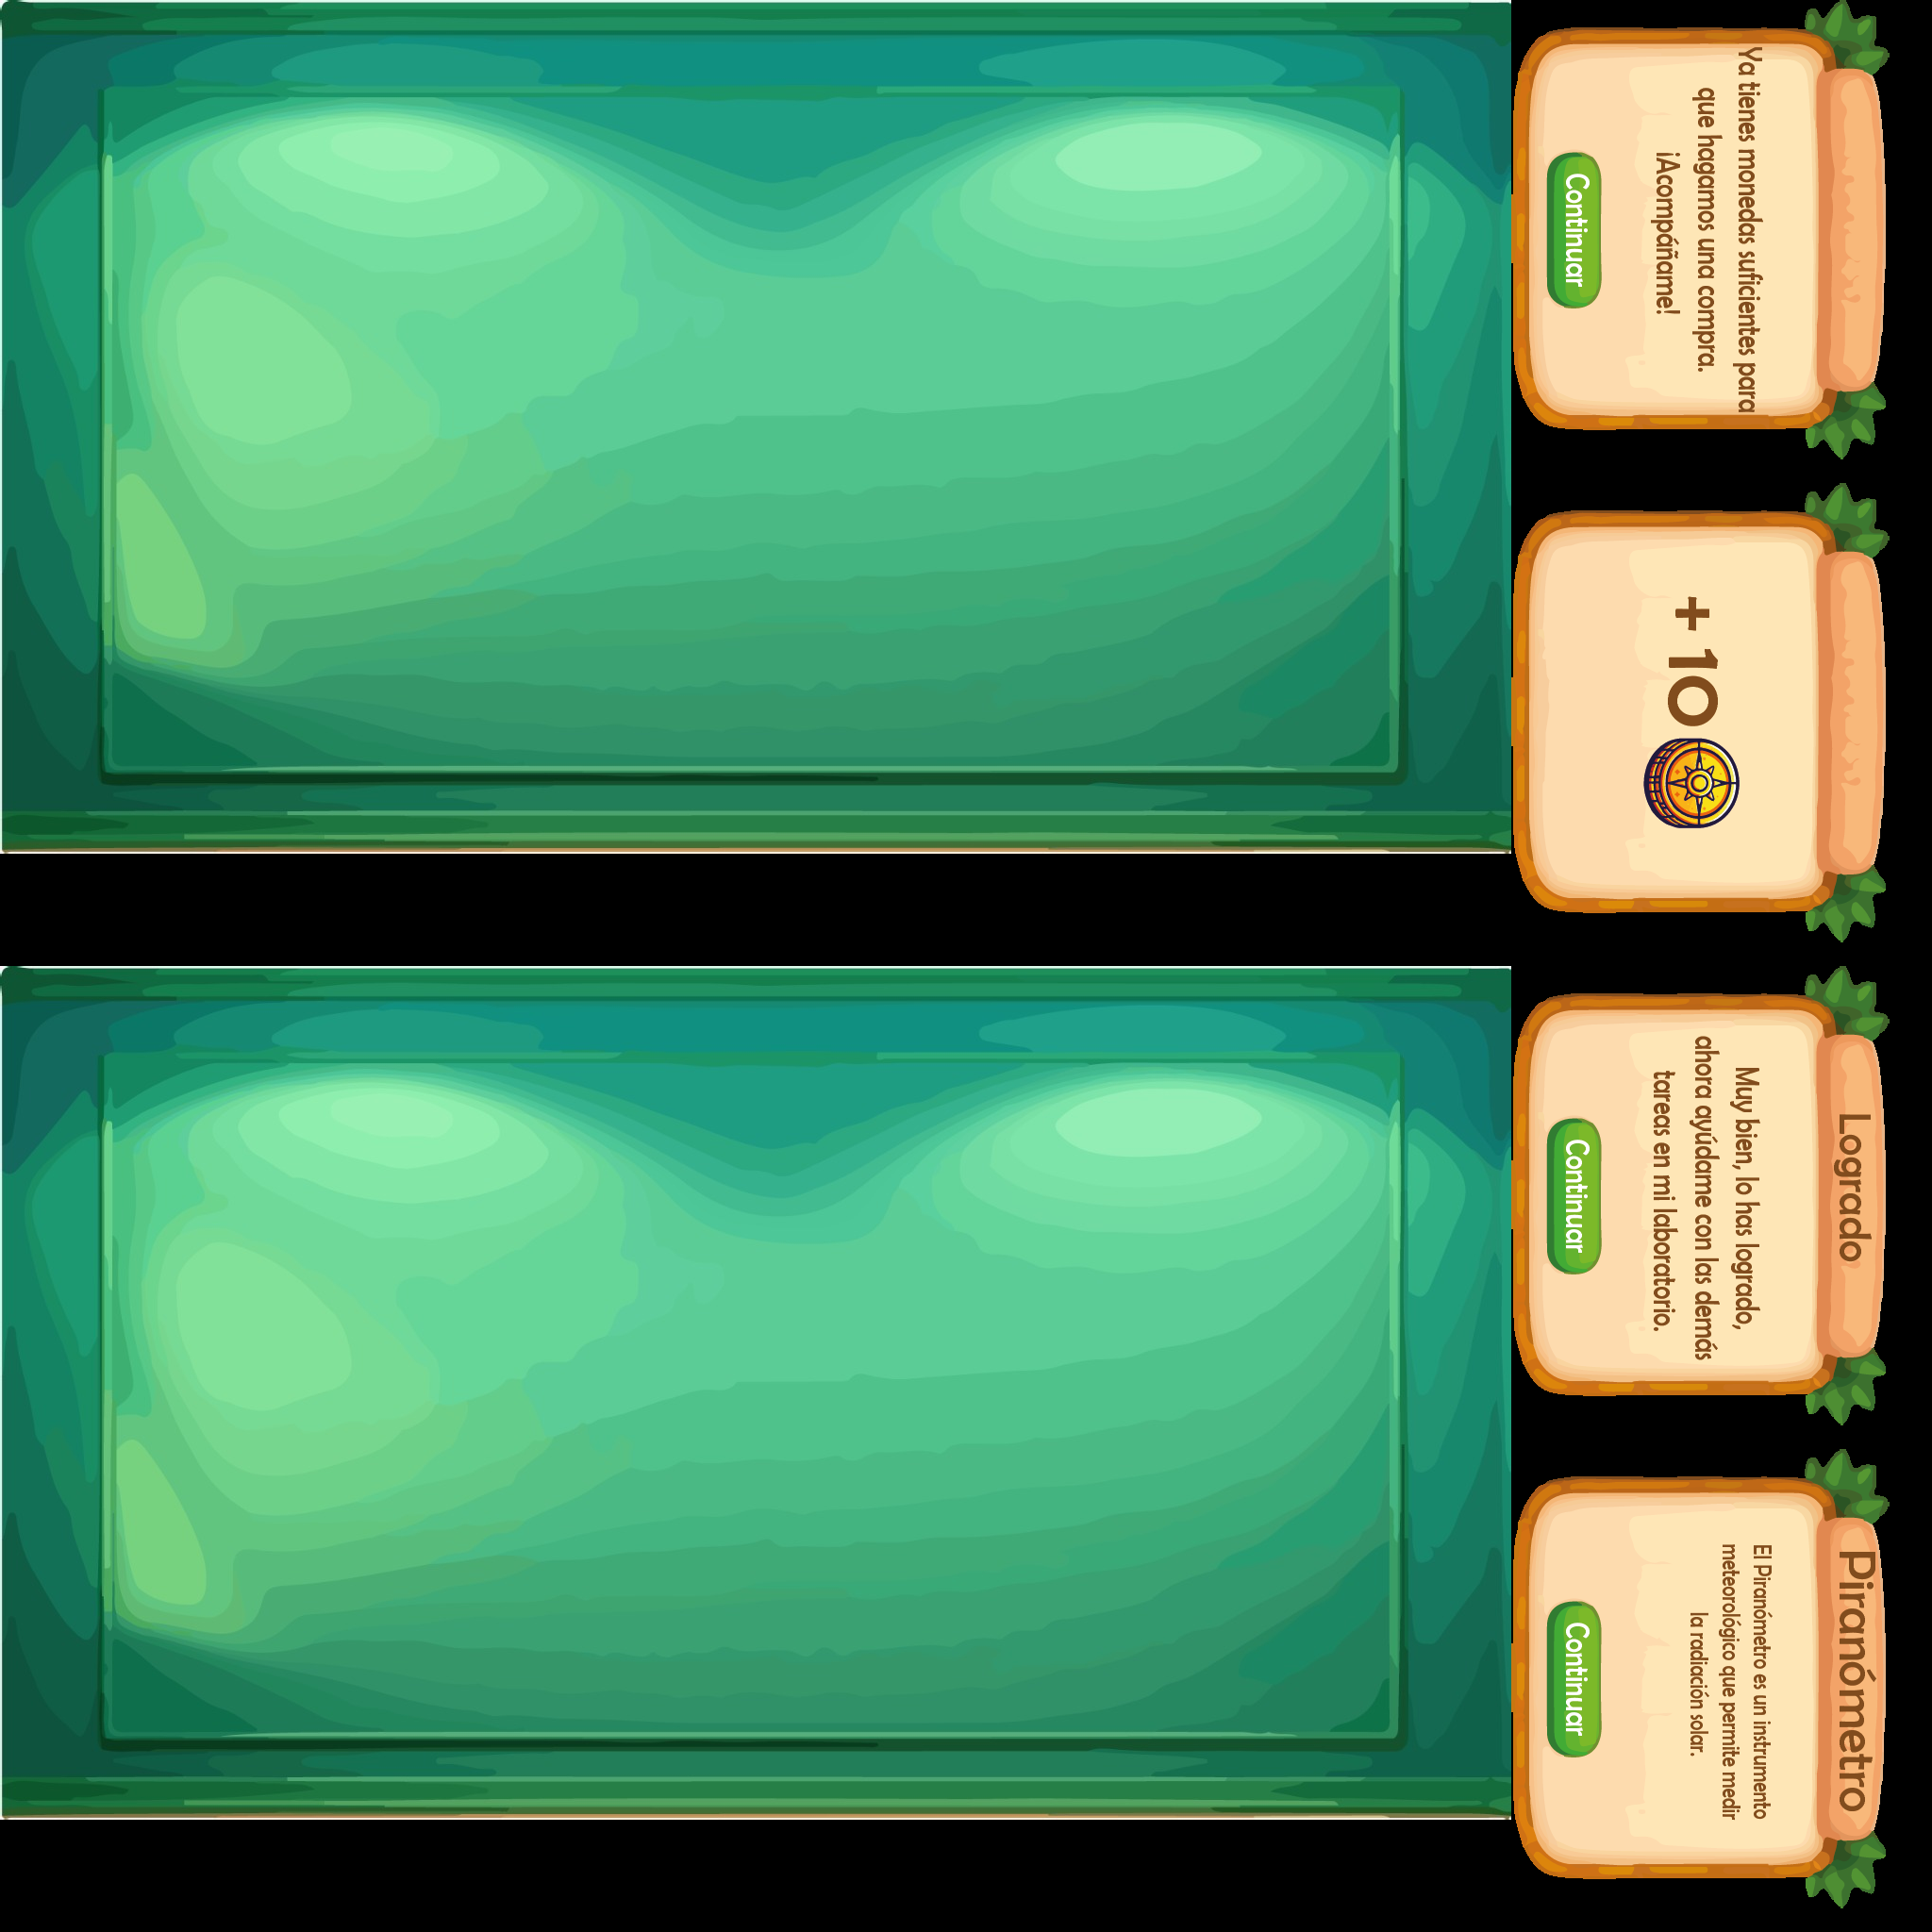 Ya tienes monedas suficientes para
que hagamos una compra.
¡Acompáñame!
Continuar
+ 10
Logrado
Muy bien, lo has logrado,
ahora ayúdame con las demás
tareas en mi laboratorio.
Continuar
Piranómetro
El Piranómetro es un instrumento
meteorológico que permite medir
la radiación solar.
Continuar